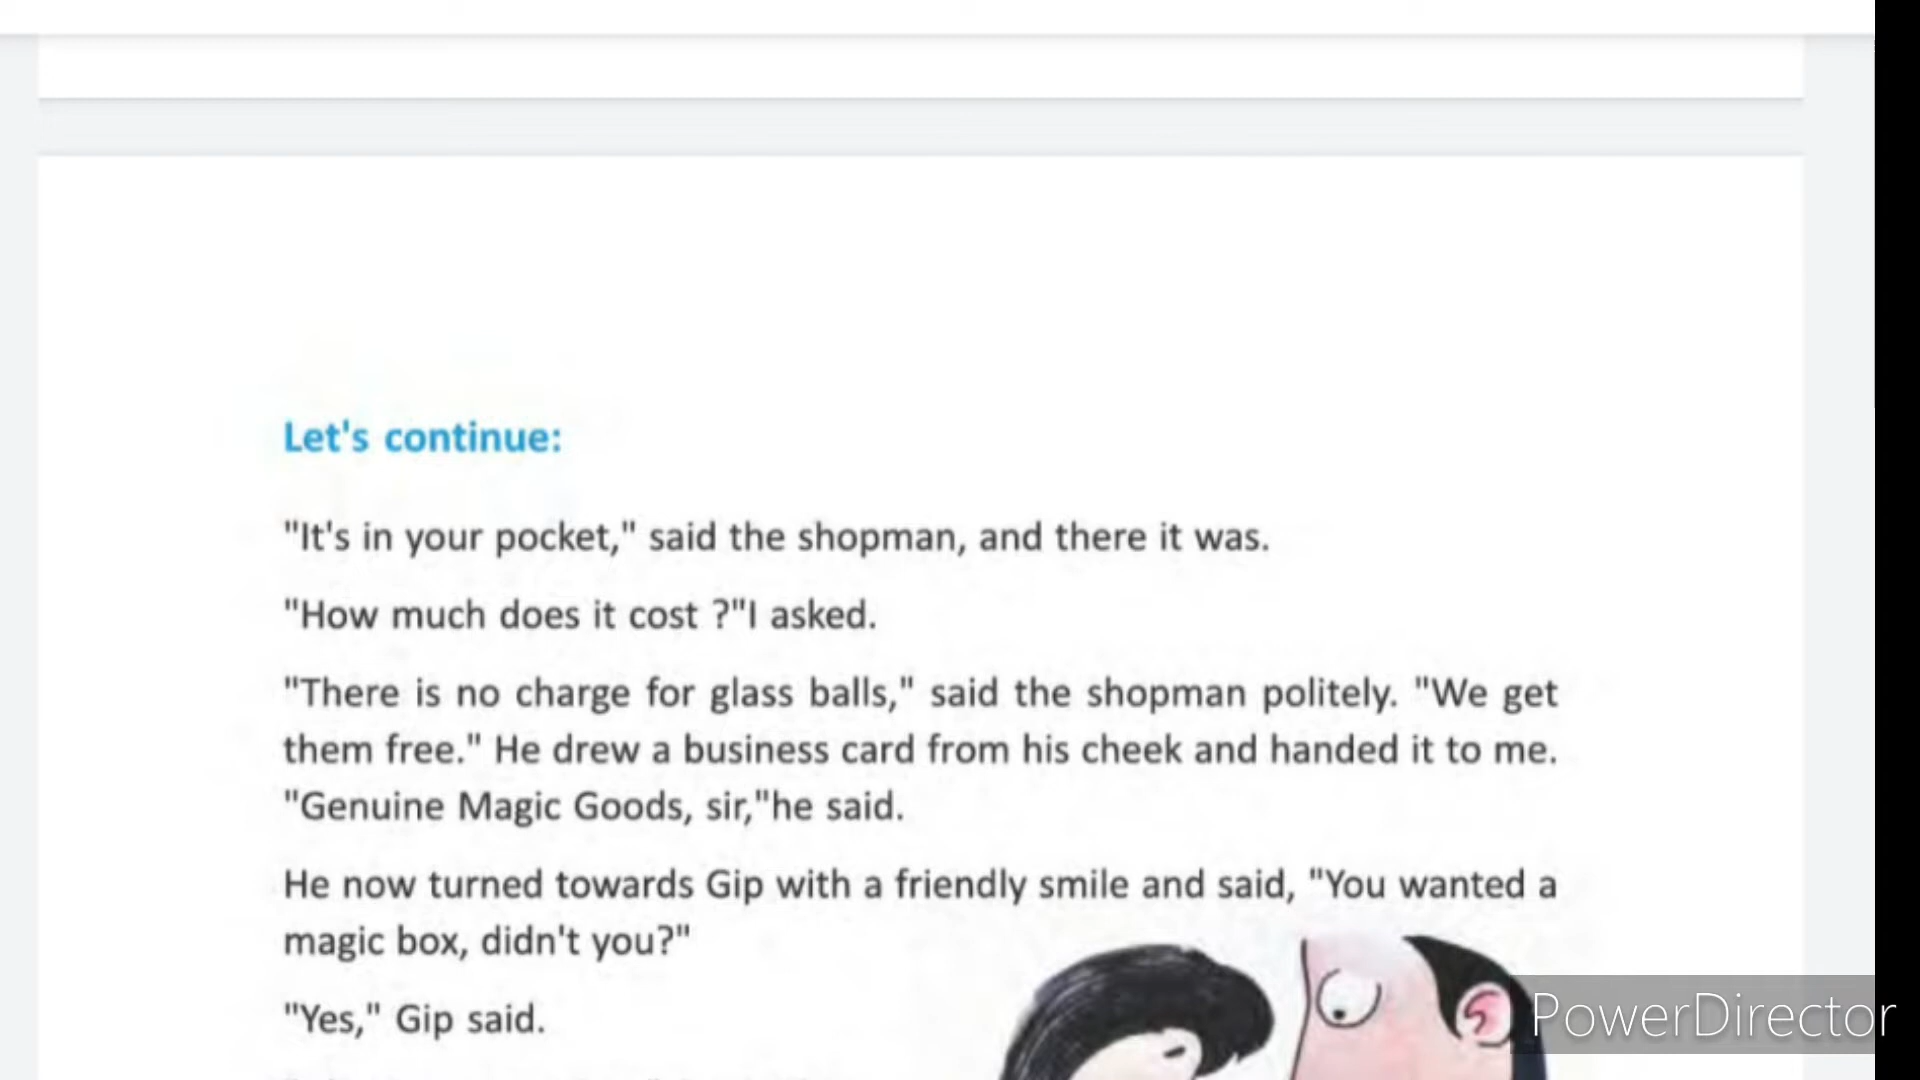 Let's continue:
"It's in your pocket," said the shopman, and there it was.
"How much does it cost ?"I asked.
"There is no charge for glass balls," said the shopman politely. "We get
them free." He drew a business card from his cheek and handed it to me.
"Genuine Magic Goods, sir,"he said.
He now turned towards Gip with a friendly smile and said, "You wanted a
magic box, didn't you?"
"Yes," Gip said.
PowerDirector